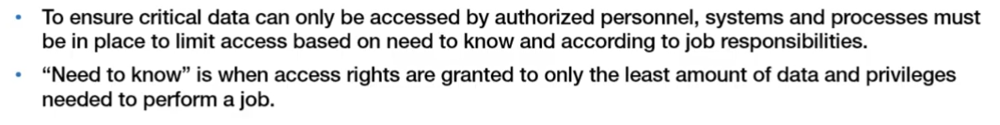 • To ensure critical data can only be accessed by authorized personnel, systems and processes must
be in place to limit access based on need to know and according to job responsibilities.
• “Need to know” is when access rights are granted to only the least amount of data and privileges
needed to perform a job.